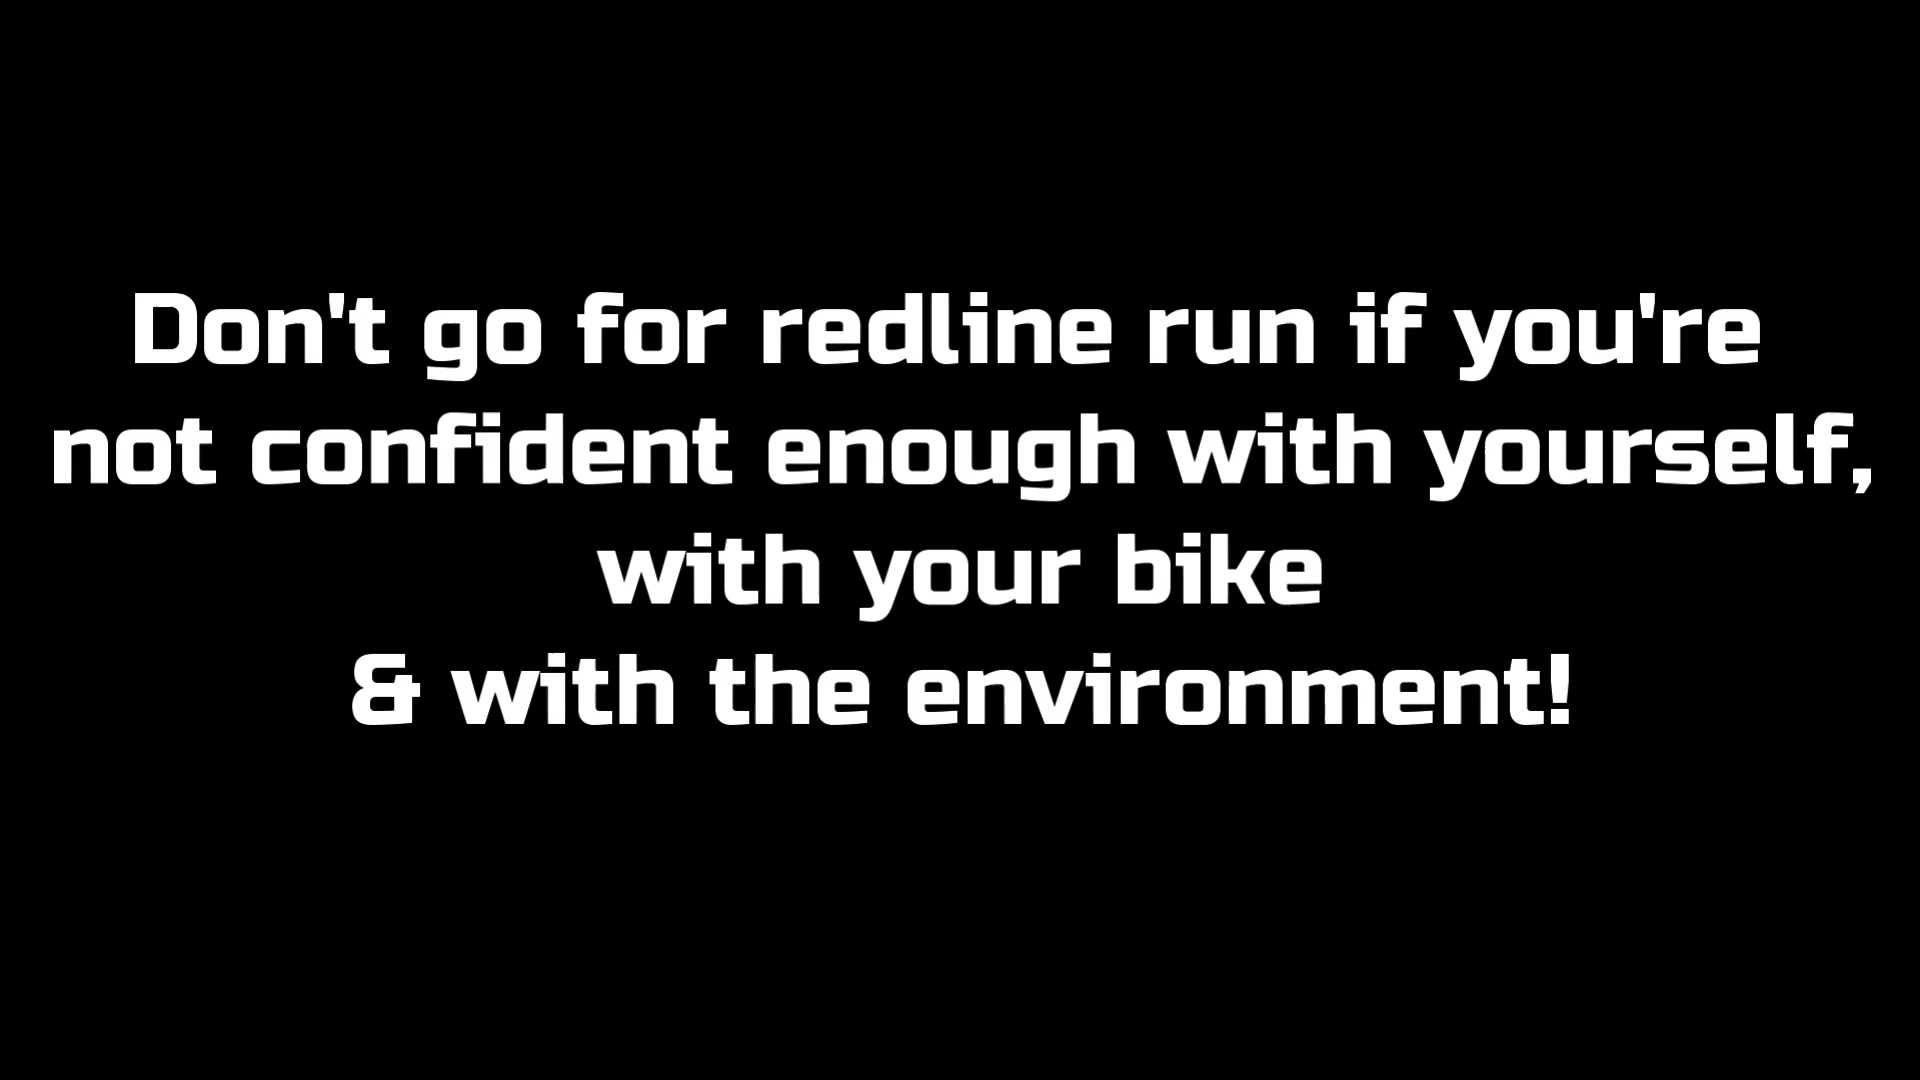 Don't go for redline run if you're
not confident enough with yourself,
with your bike
& with the environment!